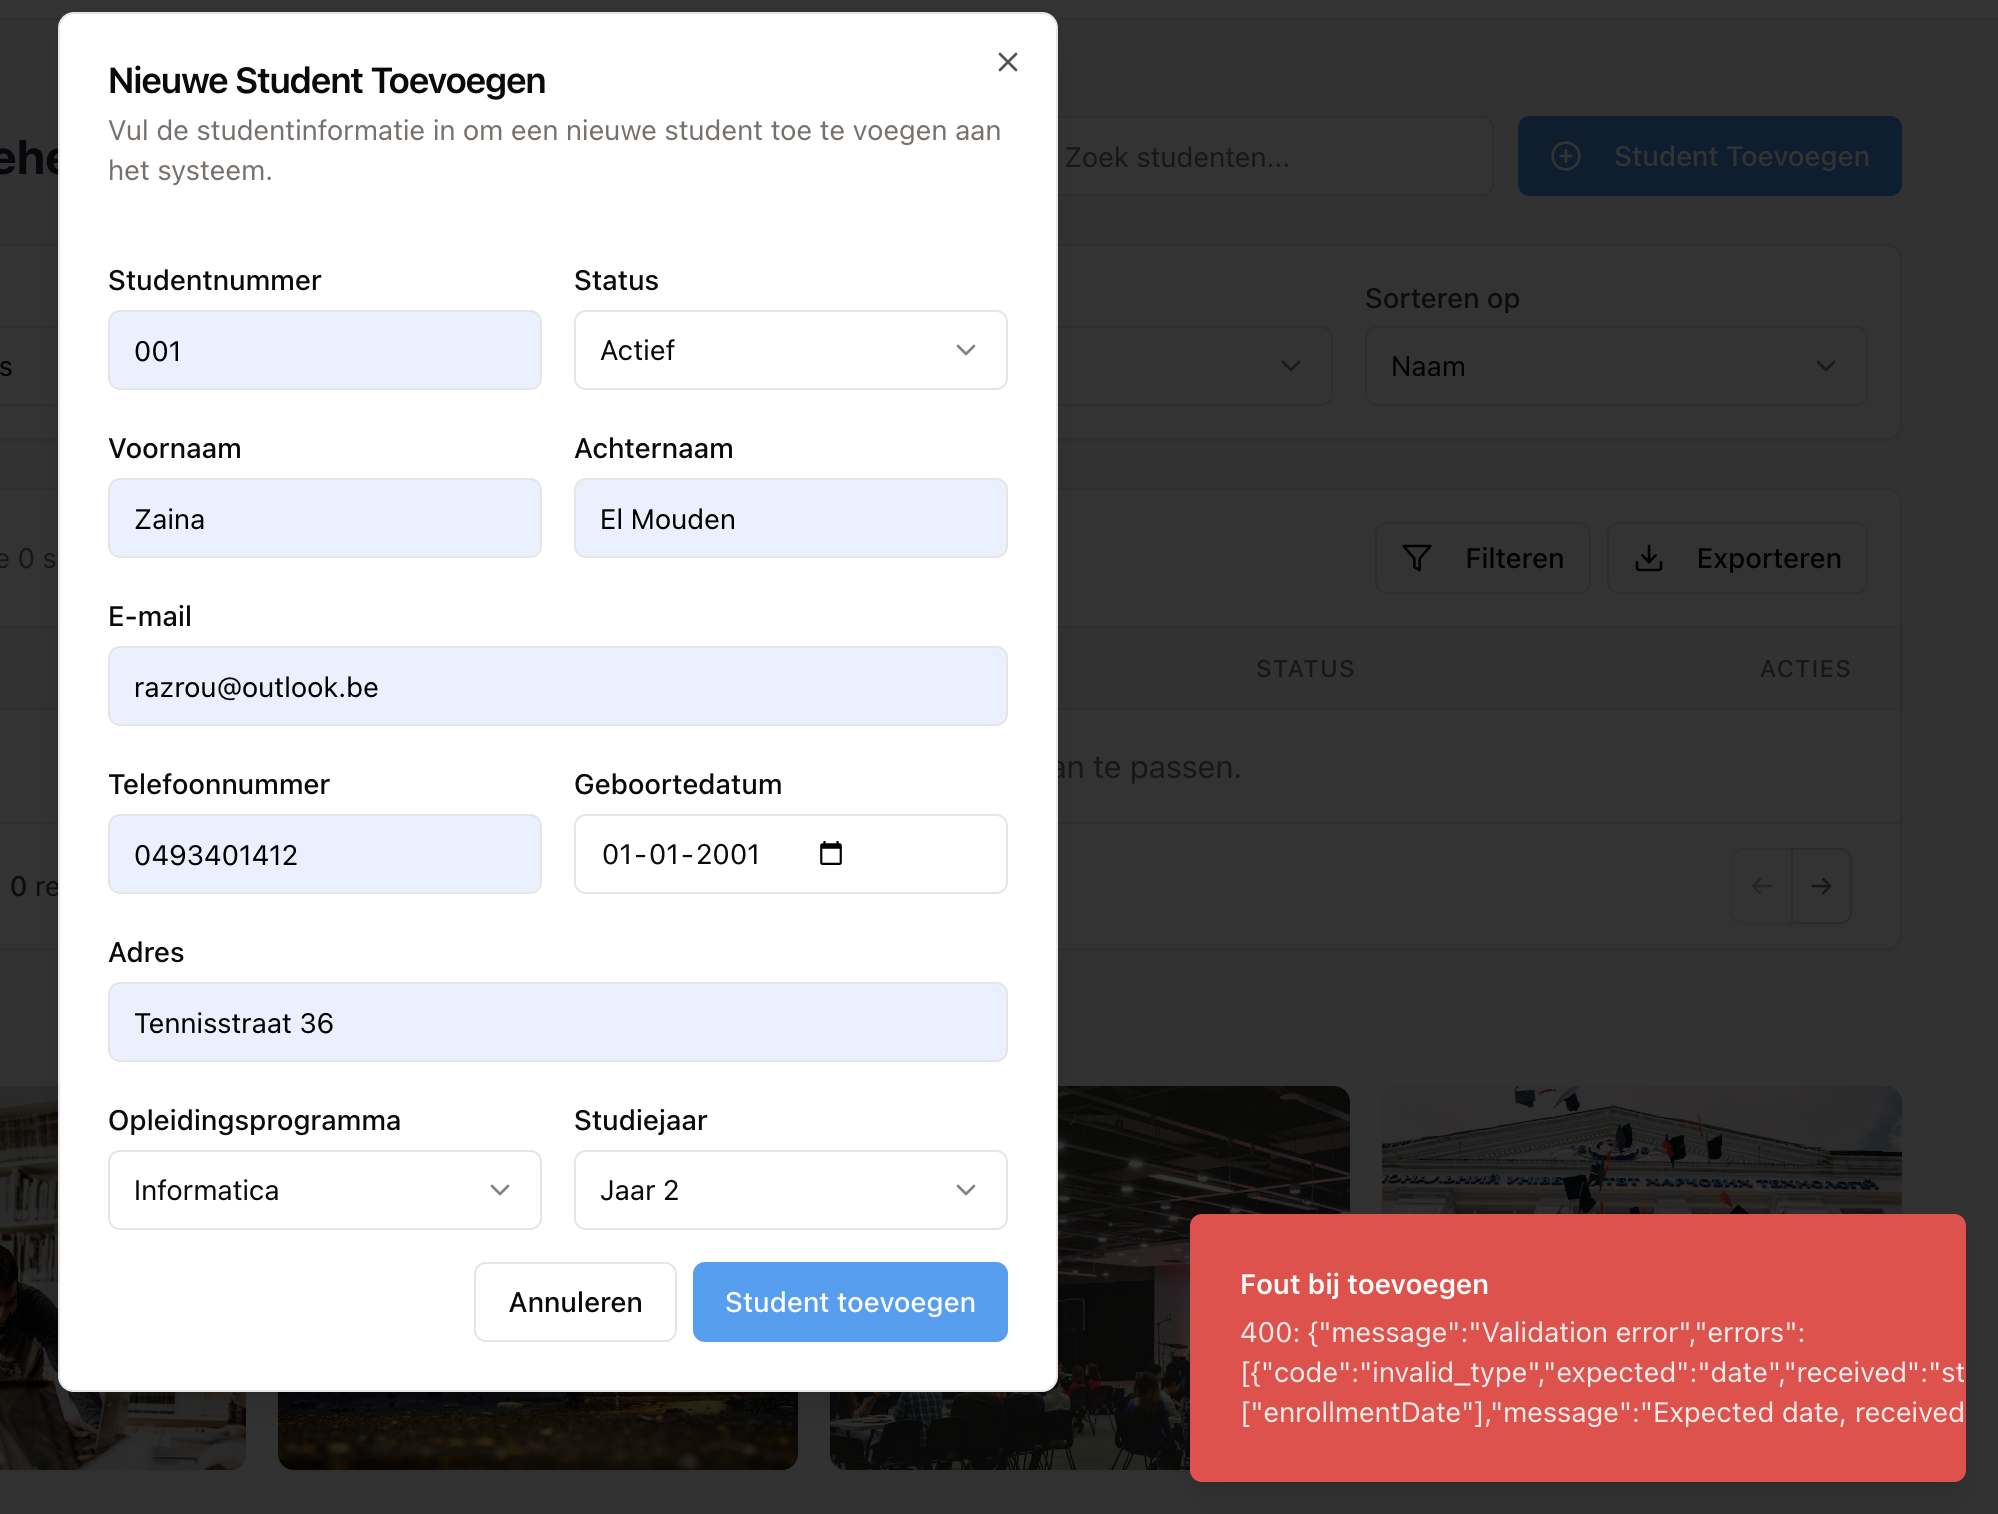 Nieuwe Student Toevoegen
Vul de studentinformatie in om een nieuwe student toe te voegen aan
het systeem.
Studentnummer
Status
001
Actief
Voornaam
Achternaam
Zaina
El Mouden
E-mail
razrou@outlook.be
Telefoonnummer
Geboortedatum
0493401412
01-01-2001
Adres
Tennisstraat 36
Opleidingsprogramma
Studiejaar
Informatica
Jaar 2
Annuleren
Student toevoegen
ehe
Zoek studenten...
Student Toevoegen
Sorteren op
s
Naam
e 0 s
Filteren
Exporteren
STATUS
ACTIES
an te passen.
0 re
Fout bij toevoegen
400: {"message":"Validation error","errors":
[{"code":"invalid_type","expected":"date","received":"st
["enrollmentDate"],"message":"Expected date, received